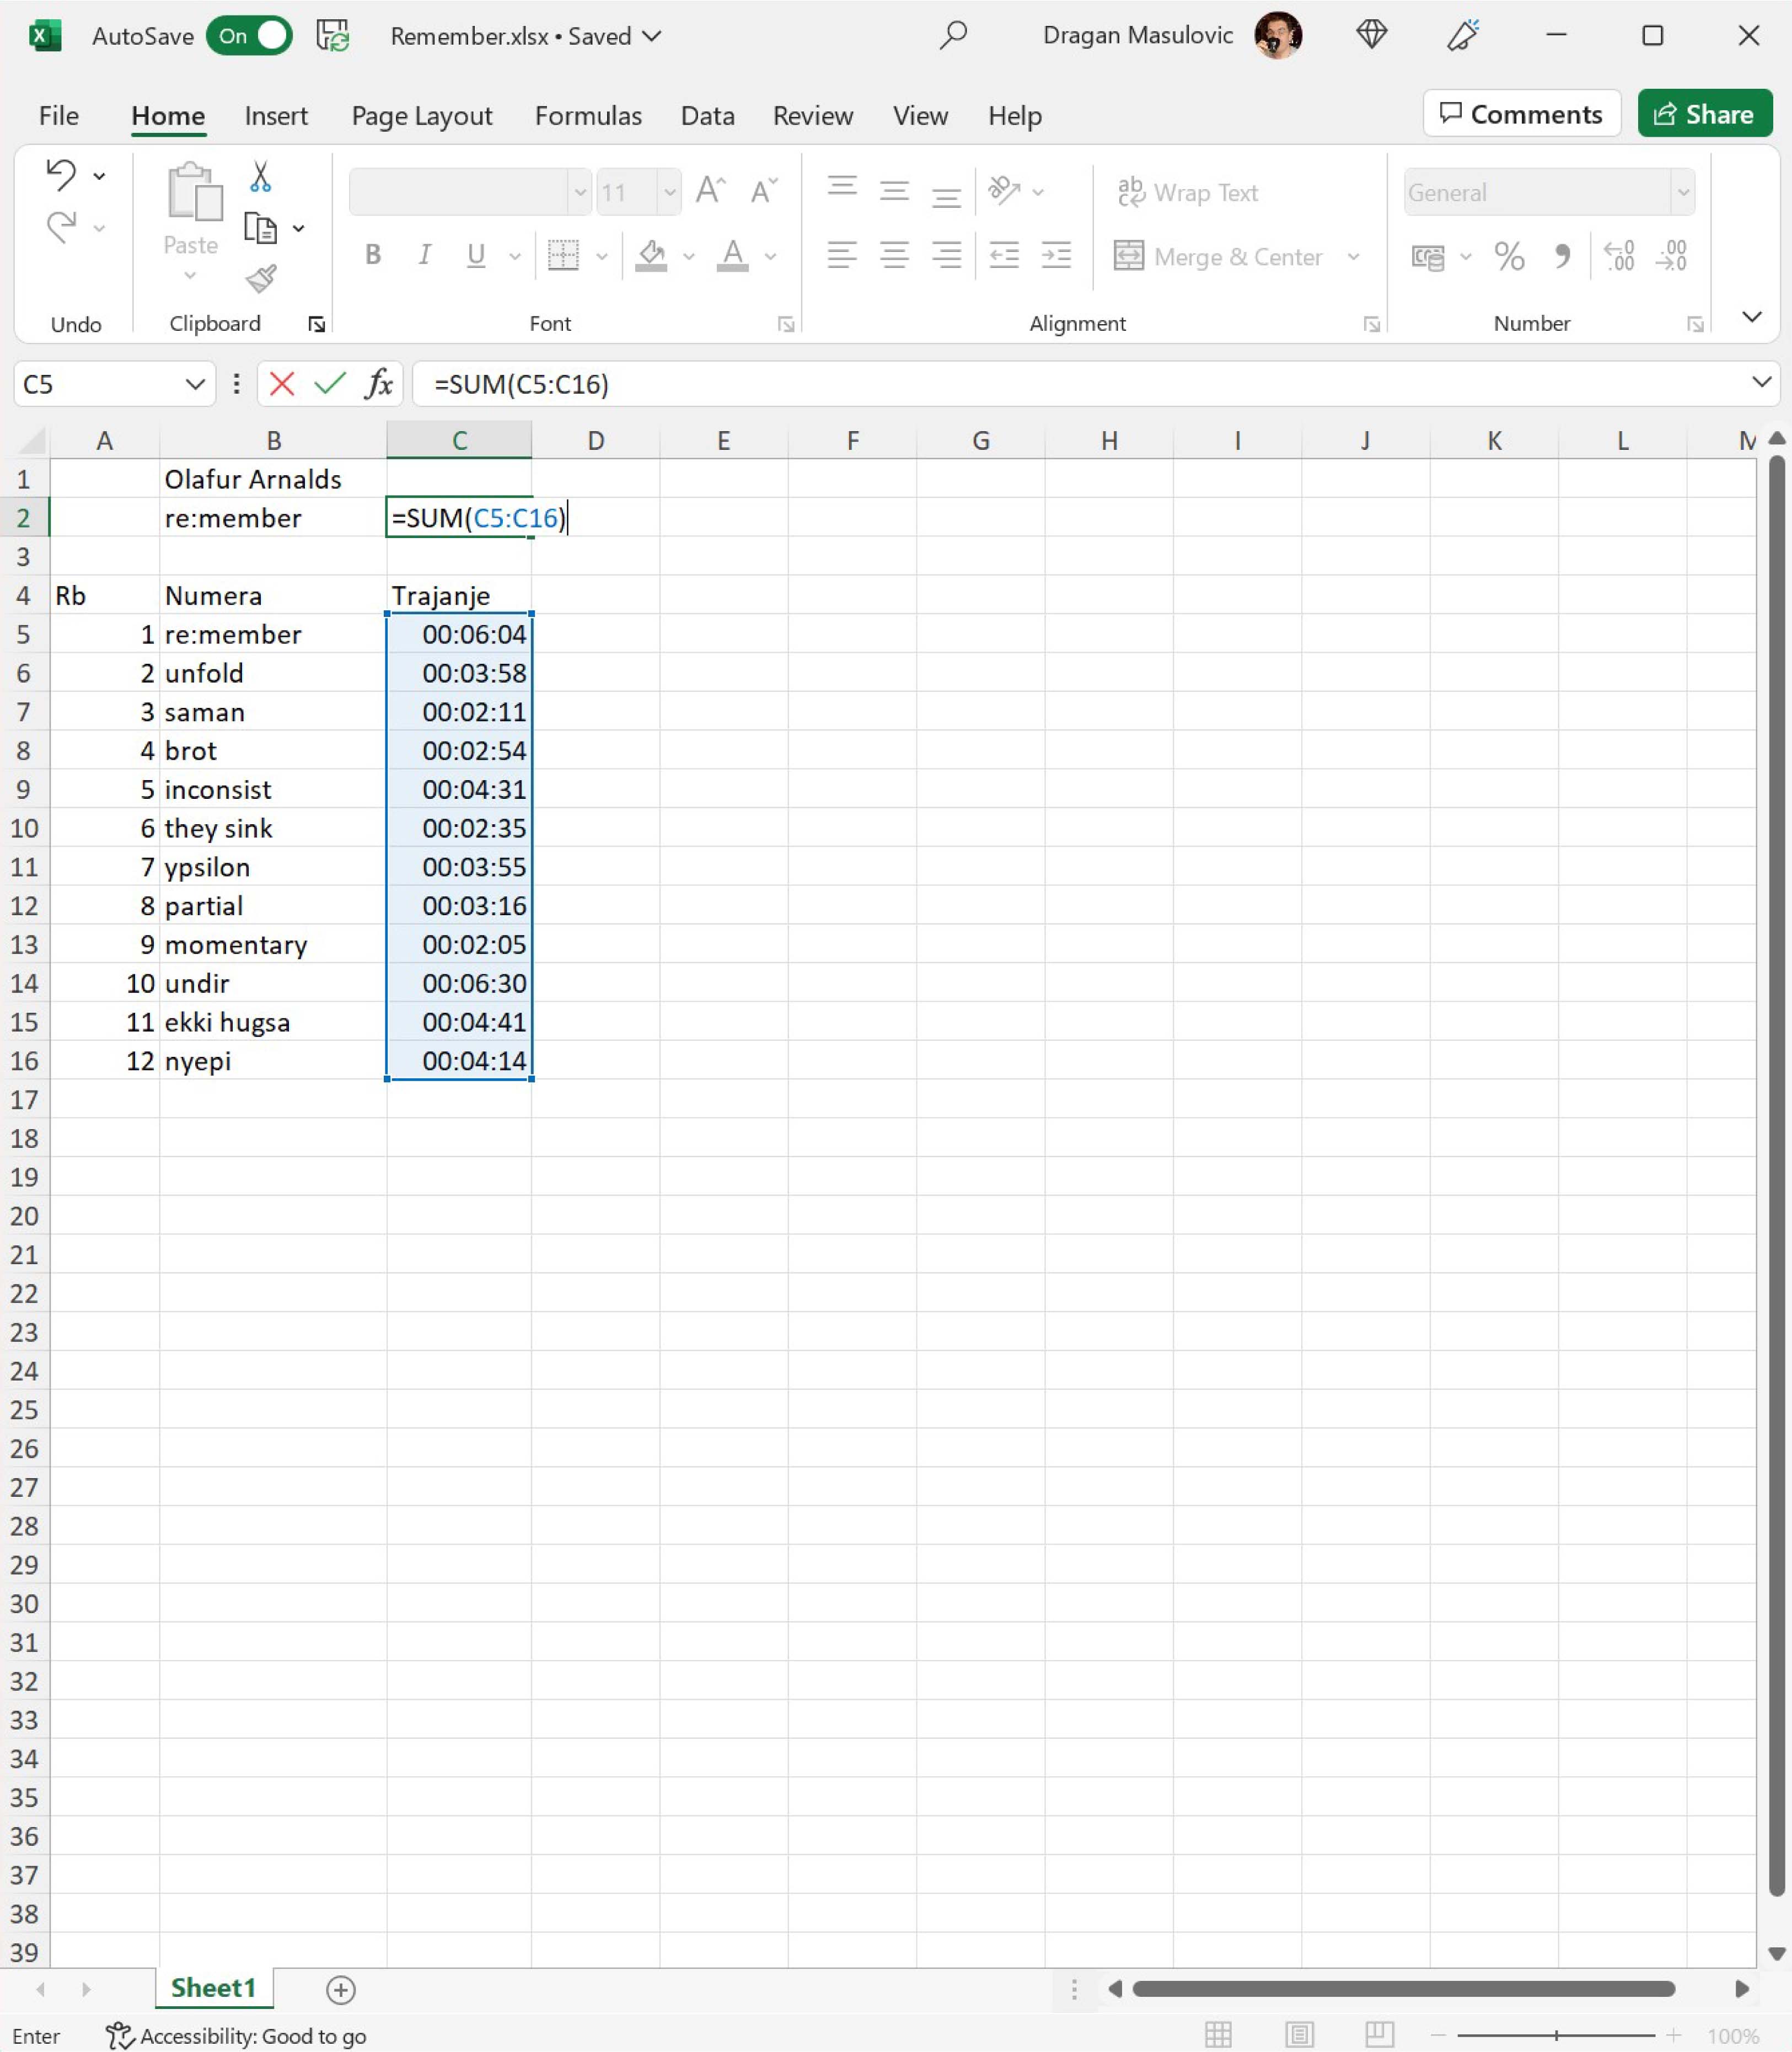 AutoSave On Remember.xlsx • Saved Dragan Masulovic
File Home Insert Page Layout Formulas Data Review View Help Comments Share
Undo
Paste
Clipboard
11
B I U
Font
ab Wrap Text
Merge & Center
Alignment
General
% 
Number
C5 fx =SUM(C5:C16)
A B C D E F G H I J K L M
1 Olafur Arnalds
2 re:member =SUM(C5:C16)
3
4 Rb Numera Trajanje
5 1 re:member 00:06:04
6 2 unfold 00:03:58
7 3 saman 00:02:11
8 4 brot 00:02:54
9 5 inconsist 00:04:31
10 6 they sink 00:02:35
11 7 ypsilon 00:03:55
12 8 partial 00:03:16
13 9 momentary 00:02:05
14 10 undir 00:06:30
15 11 ekki hugsa 00:04:41
16 12 nyepi 00:04:14
17
18
19
20
21
22
23
24
25
26
27
28
29
30
31
32
33
34
35
36
37
38
39
Sheet1
Enter Accessibility: Good to go 100%